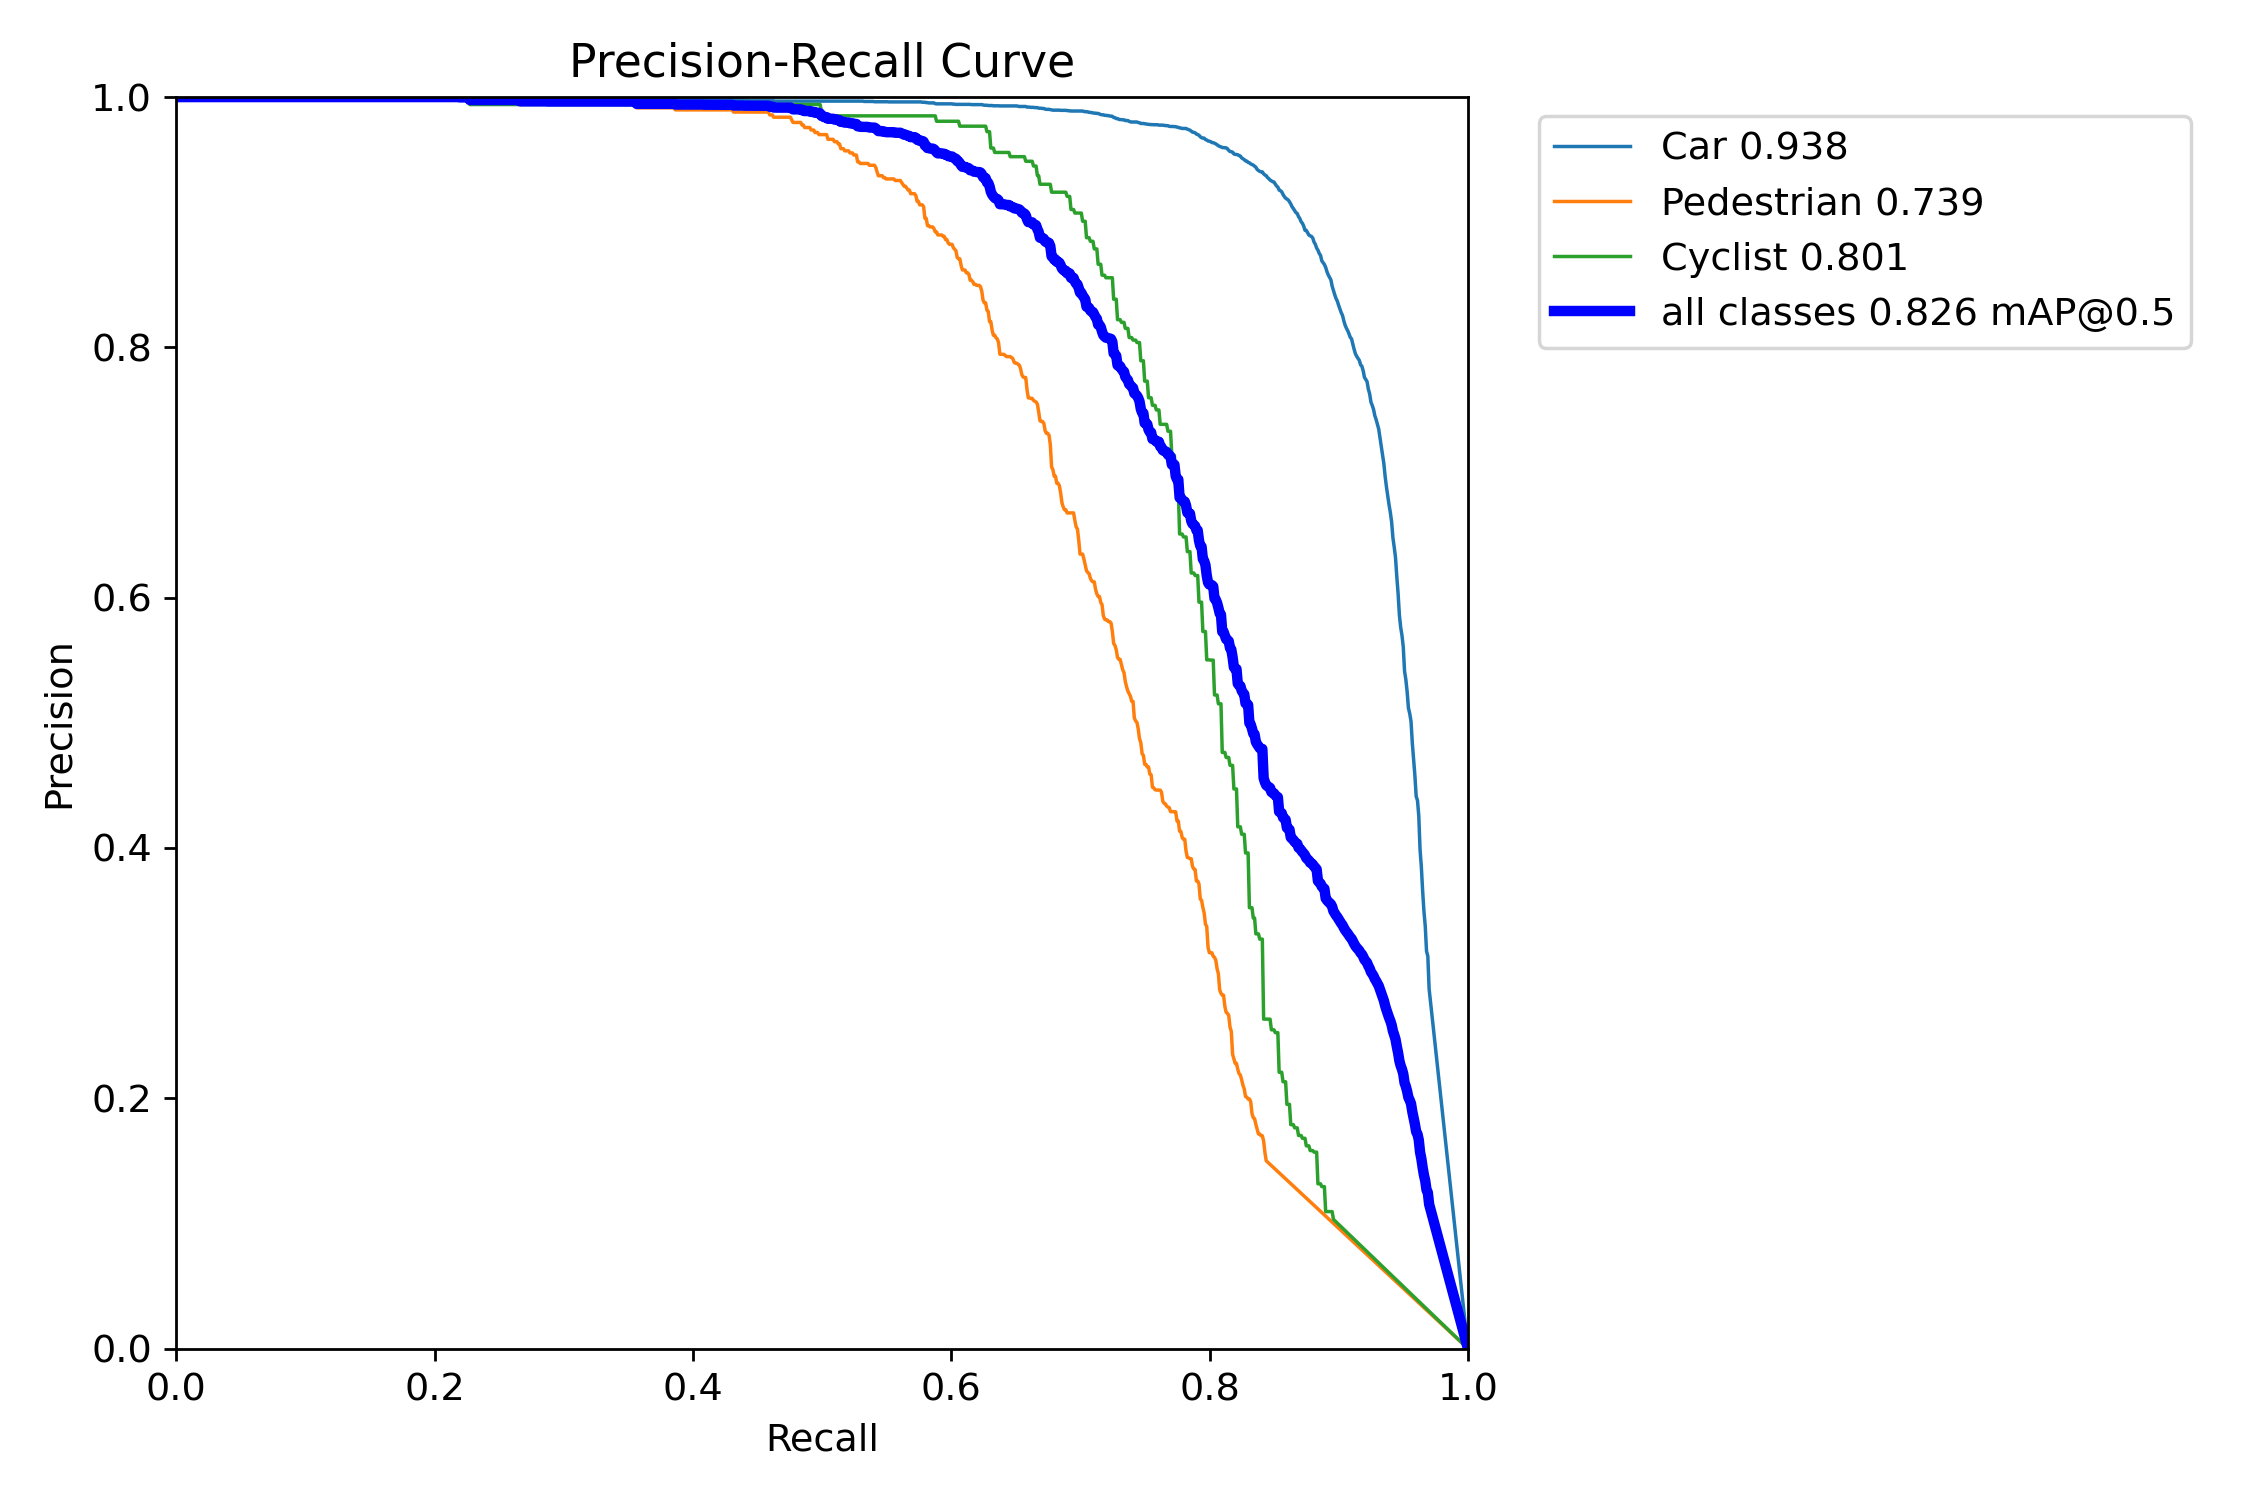 Precision-Recall Curve
1.0
0.8
0.6
0.4
0.2
0.0
Precision
0.0 0.2 0.4 0.6 0.8 1.0
Recall
Car 0.938
Pedestrian 0.739
Cyclist 0.801
all classes 0.826 mAP@0.5